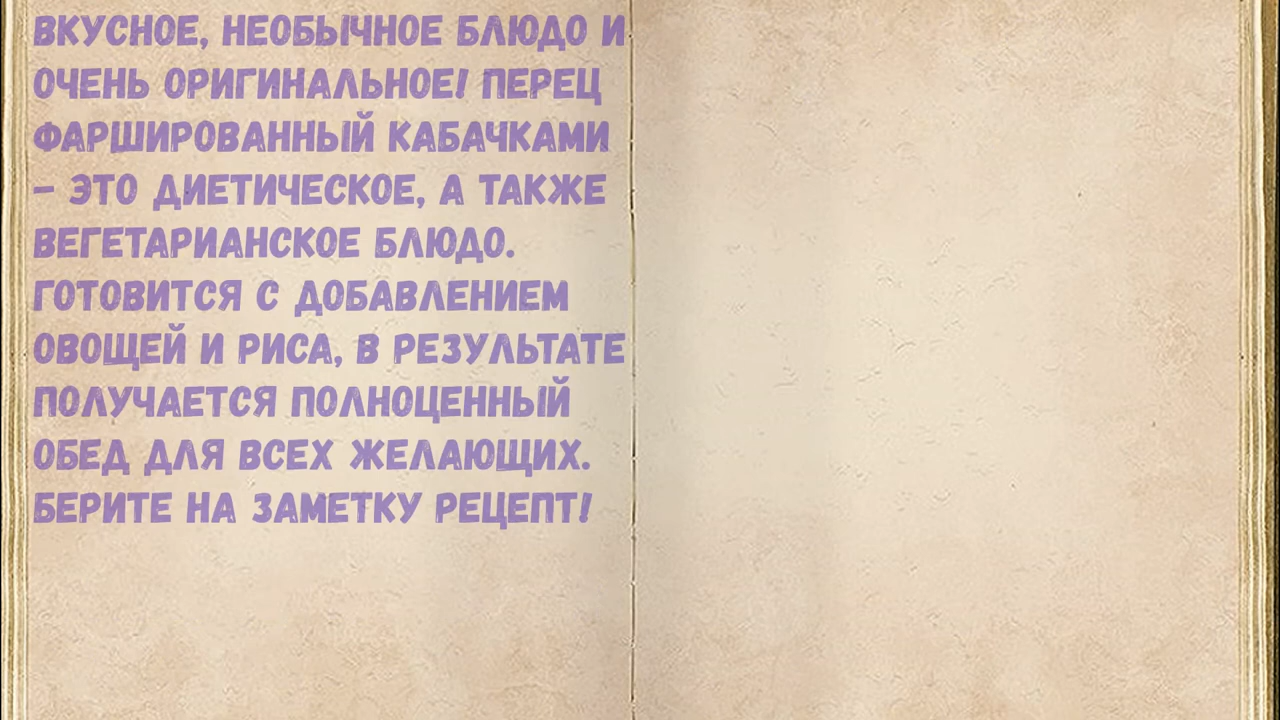 ВКУСНОЕ, НЕОБЫЧНОЕ БЛЮДО И
ОЧЕНЬ ОРИГИНАЛЬНОЕ! ПЕРЕЦ
ФАРШИРОВАННЫЙ КАБАЧКАМИ
– ЭТО ДИЕТИЧЕСКОЕ, А ТАКЖЕ
ВЕГЕТАРИАНСКОЕ БЛЮДО.
ГОТОВИТСЯ С ДОБАВЛЕНИЕМ
ОВОЩЕЙ И РИСА, В РЕЗУЛЬТАТЕ
ПОЛУЧАЕТСЯ ПОЛНОЦЕННЫЙ
ОБЕД ДЛЯ ВСЕХ ЖЕЛАЮЩИХ.
БЕРИТЕ НА ЗАМЕТКУ РЕЦЕПТ!